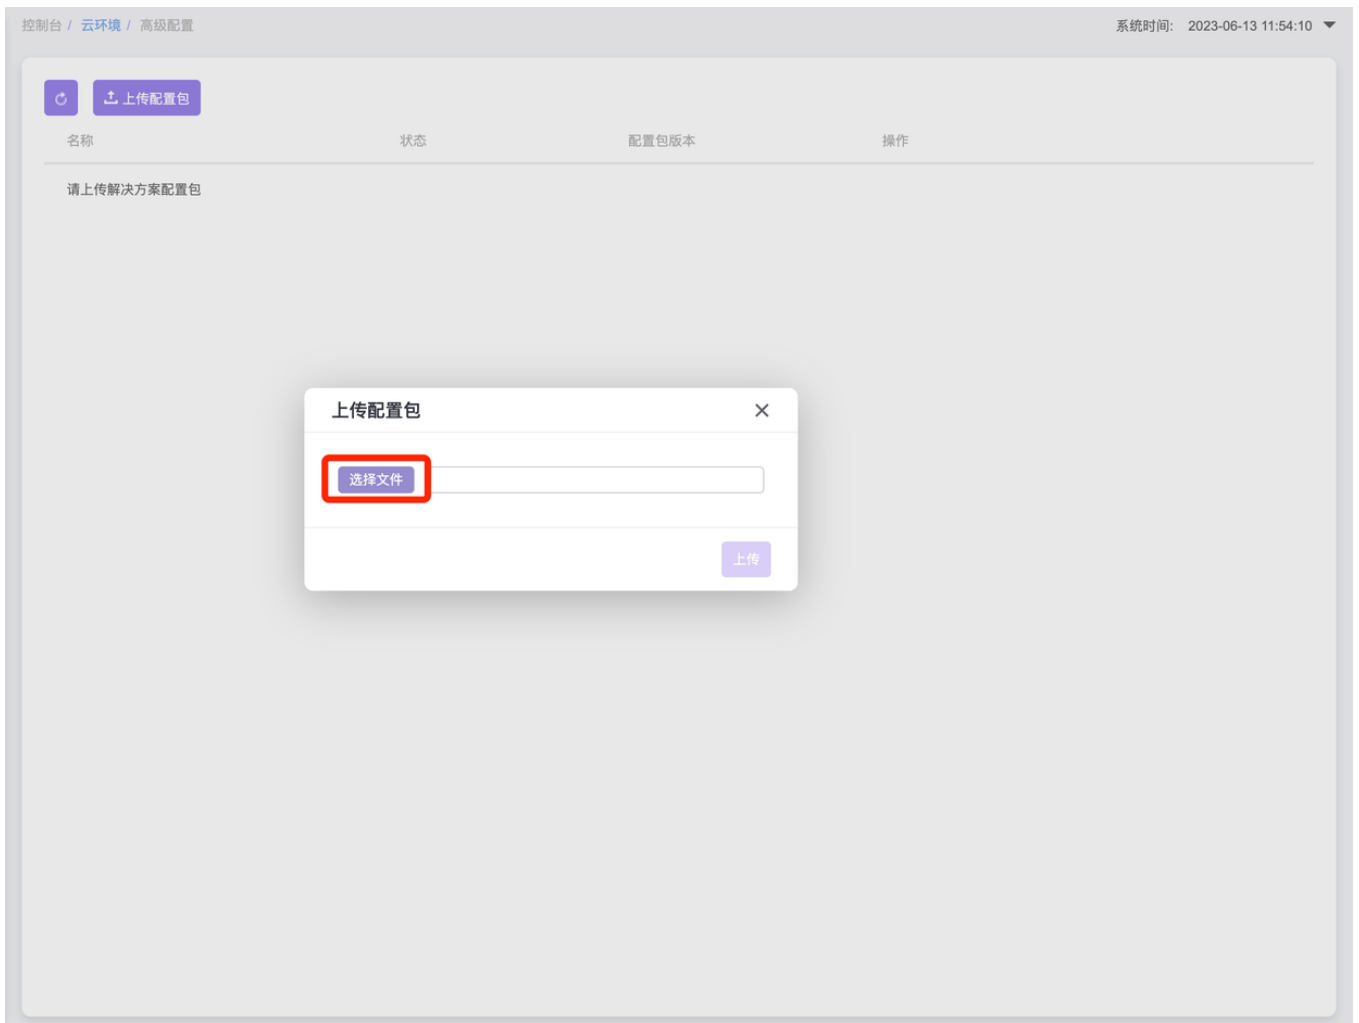 控制台 / 云环境 / 高级配置 系统时间: 2023-06-13 11:54:10
上传配置包
名称 状态 配置包版本 操作
请上传解决方案配置包
上传配置包
选择文件
上传